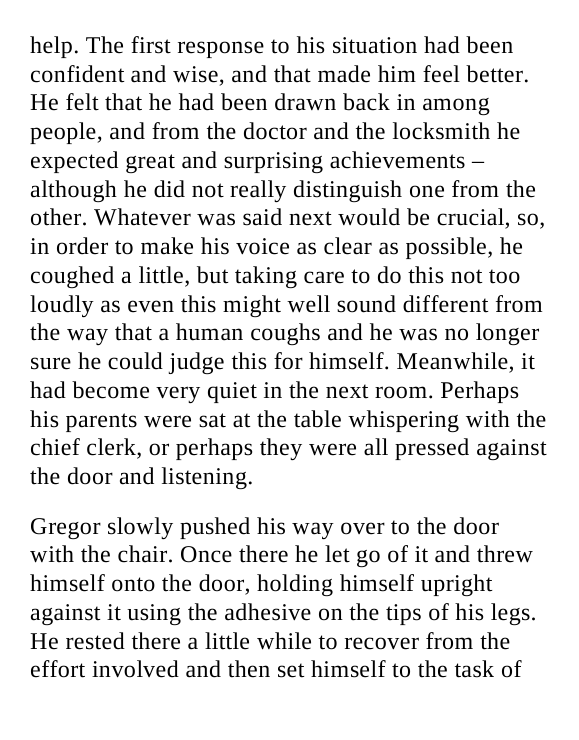 help. The first response to his situation had been
confident and wise, and that made him feel better.
He felt that he had been drawn back in among
people, and from the doctor and the locksmith he
expected great and surprising achievements –
although he did not really distinguish one from the
other. Whatever was said next would be crucial, so,
in order to make his voice as clear as possible, he
coughed a little, but taking care to do this not too
loudly as even this might well sound different from
the way that a human coughs and he was no longer
sure he could judge this for himself. Meanwhile, it
had become very quiet in the next room. Perhaps
his parents were sat at the table whispering with the
chief clerk, or perhaps they were all pressed against
the door and listening.
Gregor slowly pushed his way over to the door
with the chair. Once there he let go of it and threw
himself onto the door, holding himself upright
against it using the adhesive on the tips of his legs.
He rested there a little while to recover from the
effort involved and then set himself to the task of